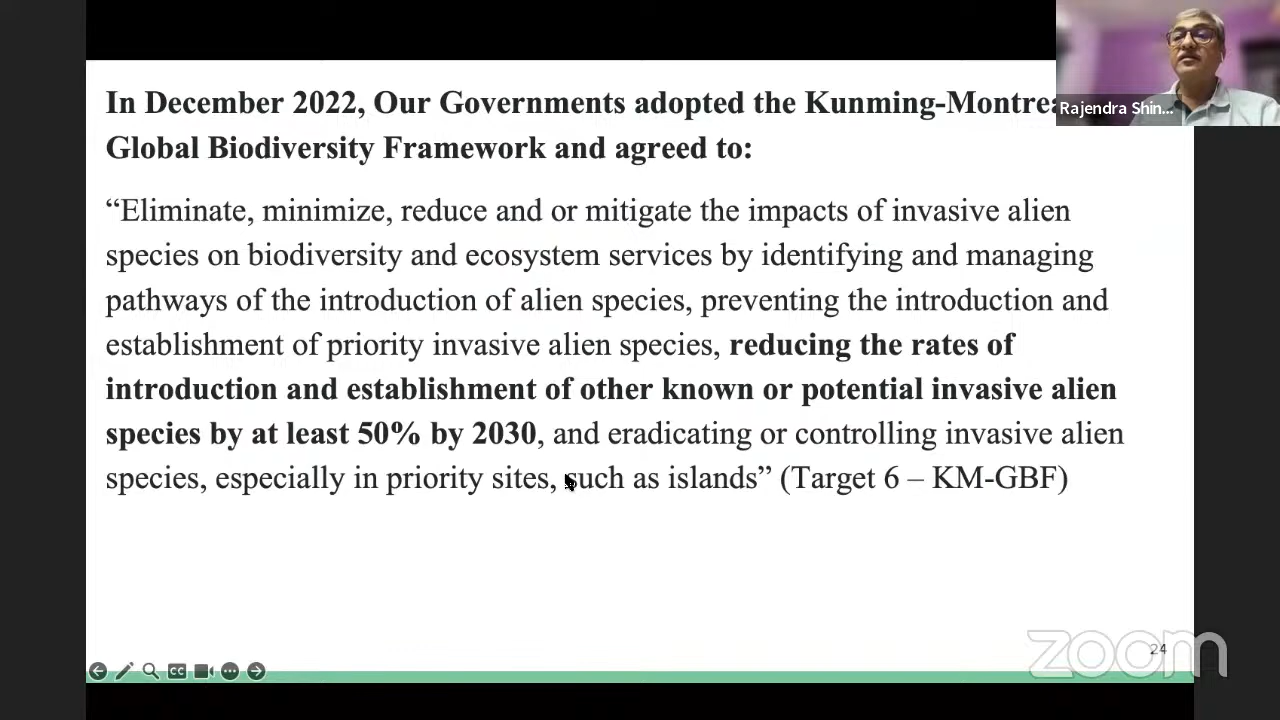 In December 2022, Our Governments adopted the Kunming-Montrea
Global Biodiversity Framework and agreed to:
“Eliminate, minimize, reduce and or mitigate the impacts of invasive alien
species on biodiversity and ecosystem services by identifying and managing
pathways of the introduction of alien species, preventing the introduction and
establishment of priority invasive alien species, reducing the rates of
introduction and establishment of other known or potential invasive alien
species by at least 50% by 2030, and eradicating or controlling invasive alien
species, especially in priority sites, such as islands” (Target 6 – KM-GBF)
Rajendra Shin...
24
zoom
CC